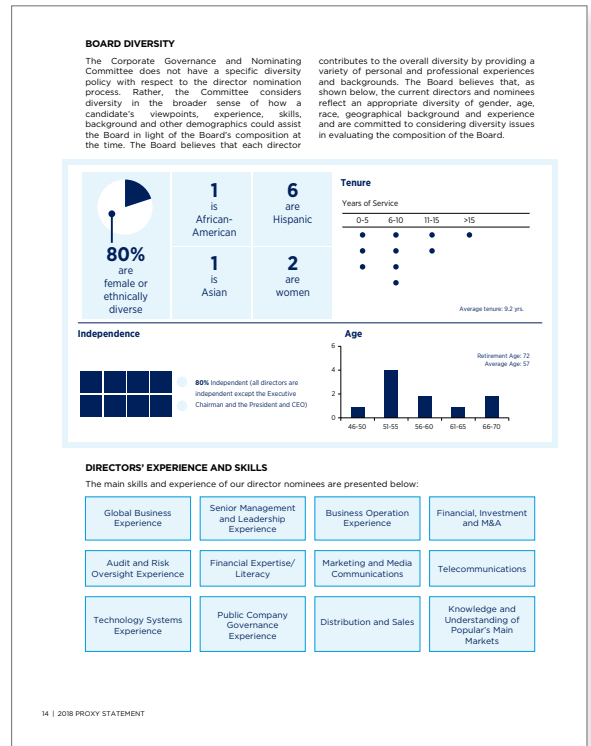 BOARD DIVERSITY
The Corporate Governance and Nominating
Committee does not have a specific diversity
policy with respect to the director nomination
process. Rather, the Committee considers
diversity in the broader sense of how a
candidate's viewpoints, experience, skills,
background and other demographics could assist
the Board in light of the Board's composition at
the time. The Board believes that each director
contributes to the overall diversity by providing a
variety of personal and professional experiences
and backgrounds. The Board believes that, as
shown below, the current directors and nominees
reflect an appropriate diversity of gender, age,
race, geographical background and experience
and are committed to considering diversity issues
in evaluating the composition of the Board.
80%
are
female or
ethnically
diverse
1
is
African-
American
6
are
Hispanic
1
is
Asian
2
are
women
Tenure
Years of Service
0-5 6-10 11-15 >15
Average tenure: 9.2 yrs.
Independence
80% Independent (all directors are
independent except the Executive
Chairman and the President and CEO)
Age
Retirement Age: 72
Average Age: 57
6
4
2
0
46-50 51-55 56-60 61-65 66-70
DIRECTORS' EXPERIENCE AND SKILLS
The main skills and experience of our director nominees are presented below:
Global Business
Experience
Senior Management
and Leadership
Experience
Business Operation
Experience
Financial, Investment
and M&A
Audit and Risk
Oversight Experience
Financial Expertise/
Literacy
Marketing and Media
Communications
Telecommunications
Technology Systems
Experience
Public Company
Governance
Experience
Distribution and Sales
Knowledge and
Understanding of
Popular's Main
Markets
14 | 2018 PROXY STATEMENT